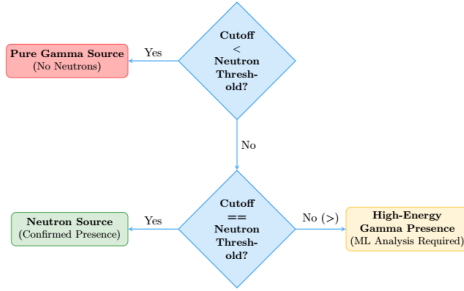 Cutoff
<
Neutron
Thresh-
old?
Yes
Pure Gamma Source
(No Neutrons)
No
Cutoff
==
Neutron
Thresh-
old?
Yes
Neutron Source
(Confirmed Presence)
No (>)
High-Energy
Gamma Presence
(ML Analysis Required)